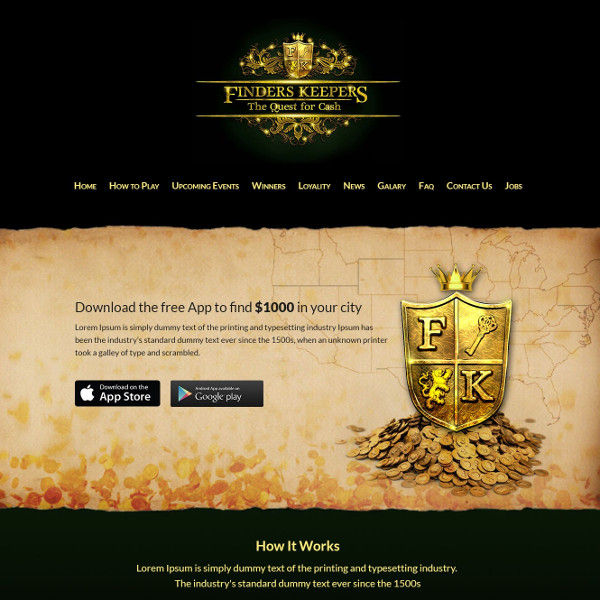 F
K
FINDERS KEEPERS
The Quest for Cash
Home How to Play Upcoming Events Winners Loyality News Galary Faq Contact Us Jobs
Download the free App to find $1000 in your city
Lorem Ipsum is simply dummy text of the printing and typesetting industry Ipsum has
been the industry's standard dummy text ever since the 1500s, when an unknown printer
took a galley of type and scrambled.
Download on the
App Store
Android App available on
Google play
F
K
How It Works
Lorem Ipsum is simply dummy text of the printing and typesetting industry.
The industry's standard dummy text ever since the 1500s